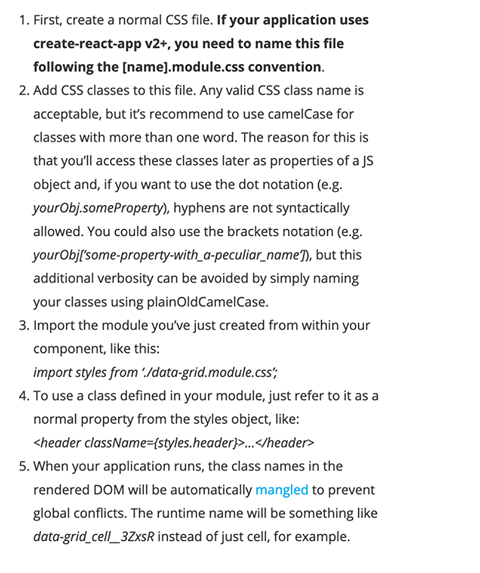 1. First, create a normal CSS file. If your application uses
create-react-app v2+, you need to name this file
following the [name].module.css convention.
2. Add CSS classes to this file. Any valid CSS class name is
acceptable, but it’s recommend to use camelCase for
classes with more than one word. The reason for this is
that you’ll access these classes later as properties of a JS
object and, if you want to use the dot notation (e.g.
yourObj.someProperty), hyphens are not syntactically
allowed. You could also use the brackets notation (e.g.
yourObj[‘some-property-with_a-peculiar_name’]), but this
additional verbosity can be avoided by simply naming
your classes using plainOldCamelCase.
3. Import the module you’ve just created from within your
component, like this:
import styles from ‘./data-grid.module.css’;
4. To use a class defined in your module, just refer to it as a
normal property from the styles object, like:
<header className={styles.header}>…</header>
5. When your application runs, the class names in the
rendered DOM will be automatically mangled to prevent
global conflicts. The runtime name will be something like
data-grid_cell__3ZxsR instead of just cell, for example.